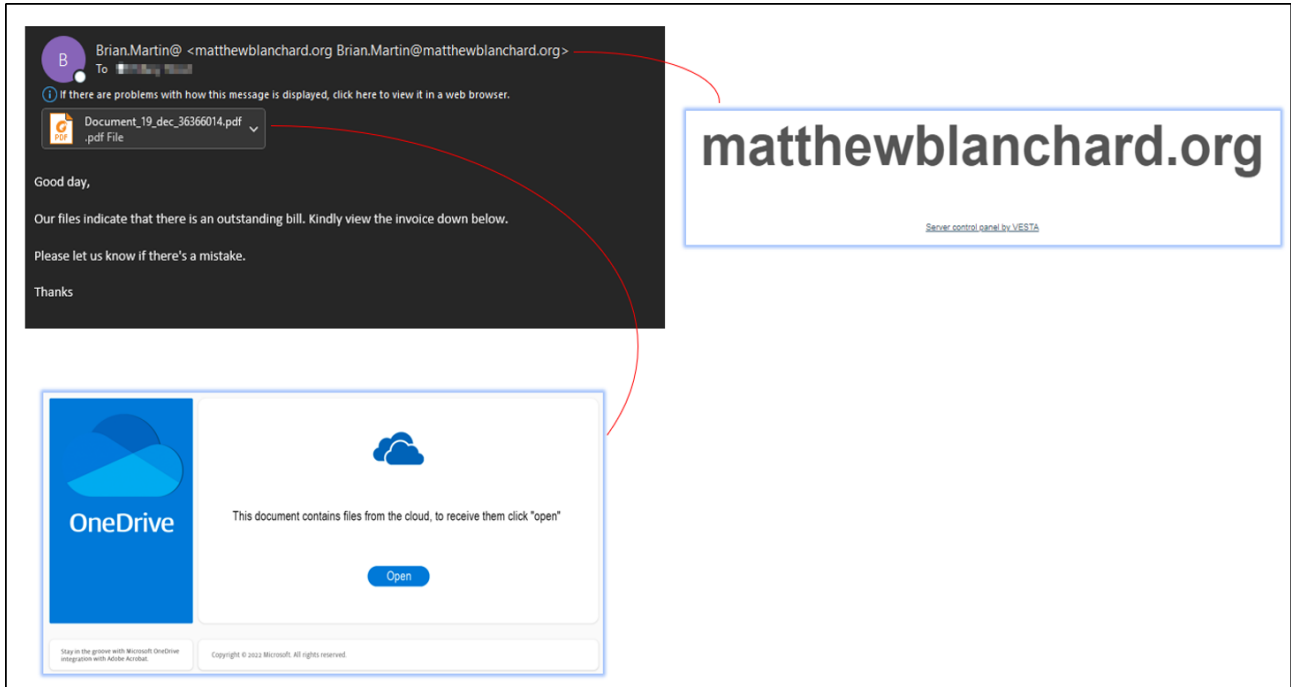 B
Brian.Martin@ <matthewblanchard.org Brian.Martin@matthewblanchard.org>
To
If there are problems with how this message is displayed, click here to view it in a web browser.
Document_19_dec_36366014.pdf
.pdf File
PDF
Good day,
Our files indicate that there is an outstanding bill. Kindly view the invoice down below.
Please let us know if there's a mistake.
Thanks
matthewblanchard.org
Server control panel by VESTA
OneDrive
This document contains files from the cloud, to receive them click "open"
Open
Stay in the groove with Microsoft OneDrive
integration with Adobe Acrobat.
Copyright © 2022 Microsoft. All rights reserved.